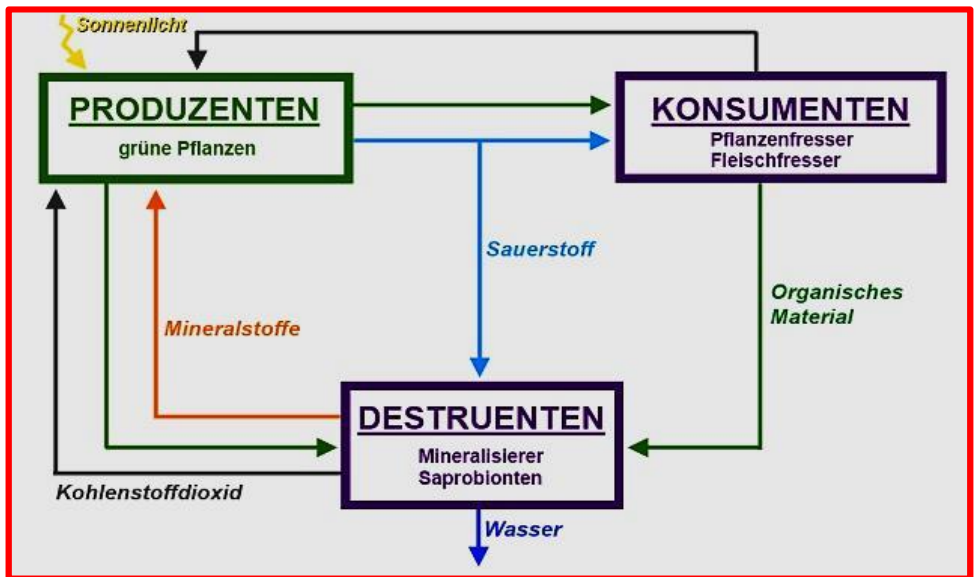 Sonnenlicht
PRODUZENTEN
grüne Pflanzen
KONSUMENTEN
Pflanzenfresser
Fleischfresser
Sauerstoff
Organisches
Material
Mineralstoffe
DESTRUENTEN
Mineralisierer
Saprobionten
Kohlenstoffdioxid
Wasser